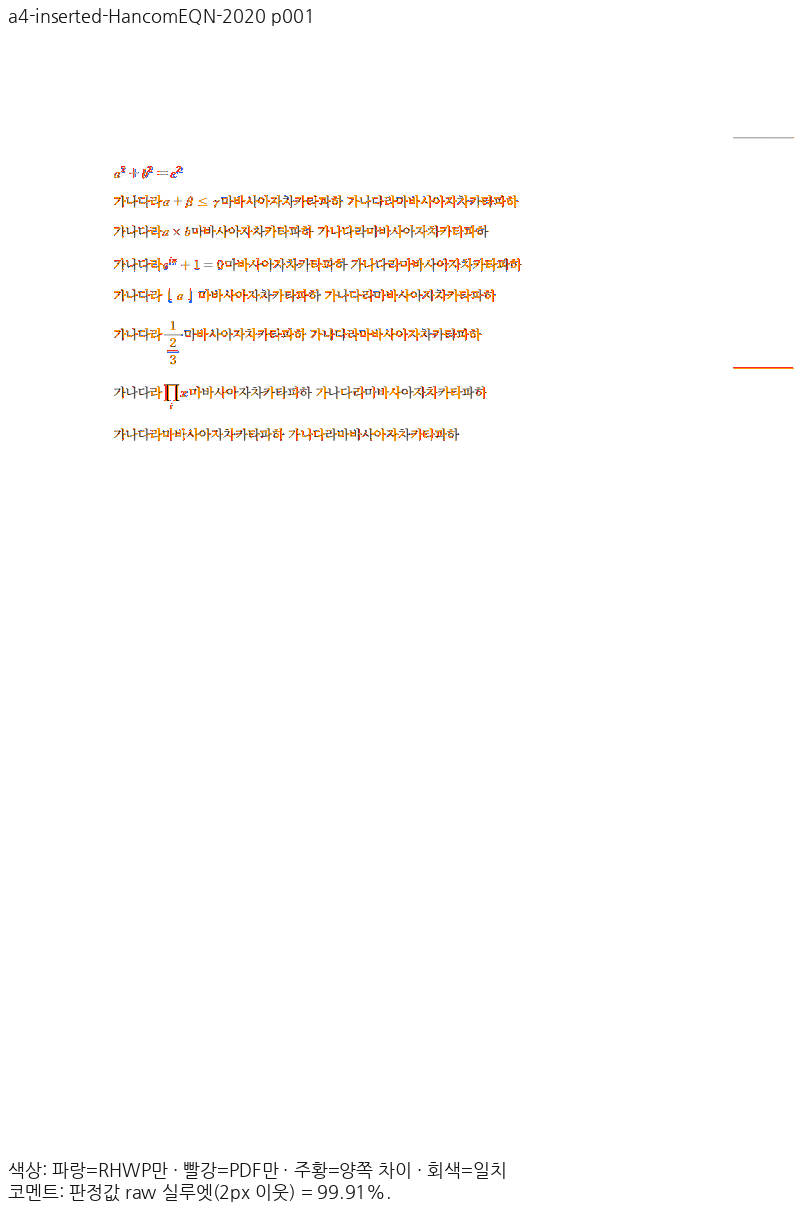 a4-inserted-HancomEQN-2020 p001
a² + b² = c²
가나다라α + β ≤ γ마바사아자차카타파하 가나다라마바사아자차카타파하
가나다라a × b마바사아자차카타파하 가나다라마바사아자차카타파하
가나다라e^{iπ} + 1 = 0마바사아자차카타파하 가나다라마바사아자차카타파하
가나다라 ⌊ a ⌋ 마바사아자차카타파하 가나다라마바사아자차카타파하
가나다라 1/(2/3) 마바사아자차카타파하 가나다라마바사아자차카타파하
가나다라∏_i x마바사아자차카타파하 가나다라마바사아자차카타파하
가나다라마바사아자차카타파하 가나다라마바사아자차카타파하
색상: 파랑=RHWP만 · 빨강=PDF만 · 주황=양쪽 차이 · 회색=일치
코멘트: 판정값 raw 실루엣(2px 이웃) = 99.91%.